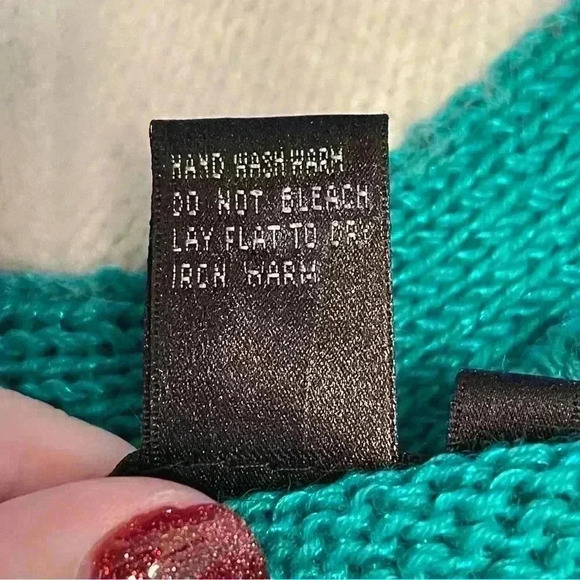 HAND WASH WARM
DO NOT BLEACH
LAY FLAT TO DRY
IRON WARM